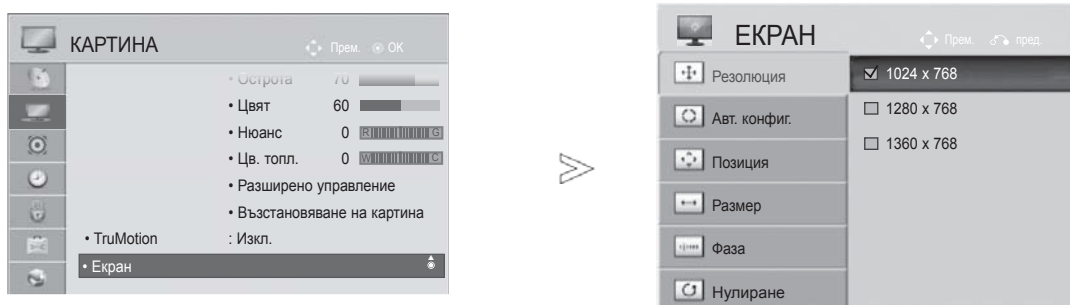 КАРТИНА
Прем. OK
• Острота 70
• Цвят 60
• Нюанс 0 R G
• Цв. топл. 0 W C
• Разширено управление
• Възстановяване на картина
• TruMotion : Изкл.
• Екран
ЕКРАН
Прем. пред.
Резолюция
Авт. конфиг.
Позиция
Размер
Фаза
Нулиране
1024 x 768
1280 x 768
1360 x 768